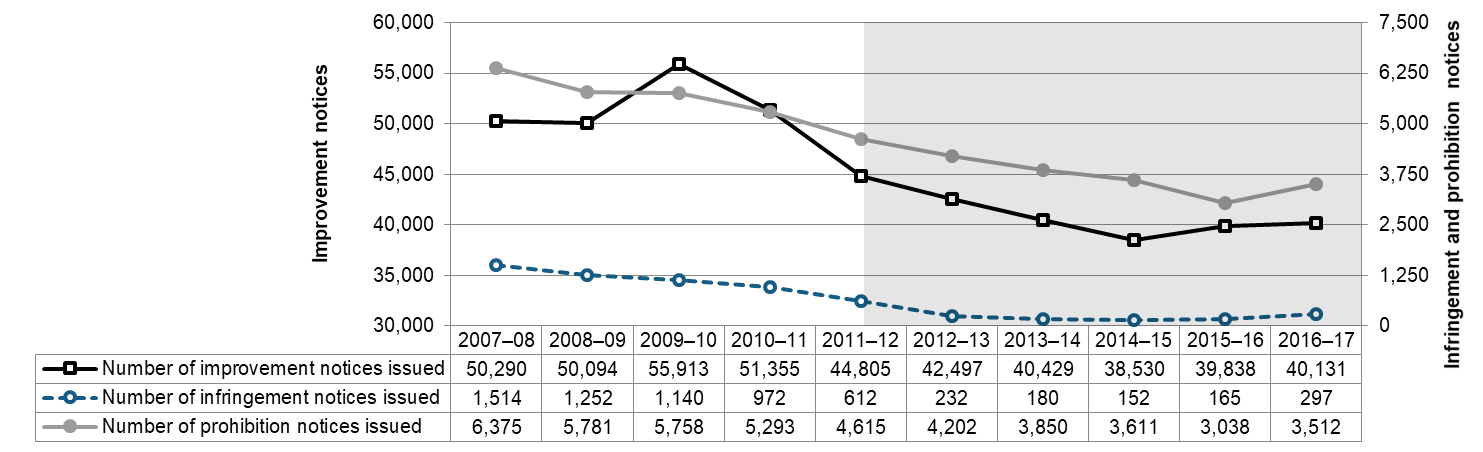 60,000
55,000
50,000
45,000
40,000
35,000
30,000
Improvement notices
7,500
6,250
5,000
3,750
2,500
1,250
0
Infringement and prohibition notices
2007–08 2008–09 2009–10 2010–11 2011–12 2012–13 2013–14 2014–15 2015–16 2016–17
Number of improvement notices issued 50,290 50,094 55,913 51,355 44,805 42,497 40,429 38,530 39,838 40,131
Number of infringement notices issued 1,514 1,252 1,140 972 612 232 180 152 165 297
Number of prohibition notices issued 6,375 5,781 5,758 5,293 4,615 4,202 3,850 3,611 3,038 3,512